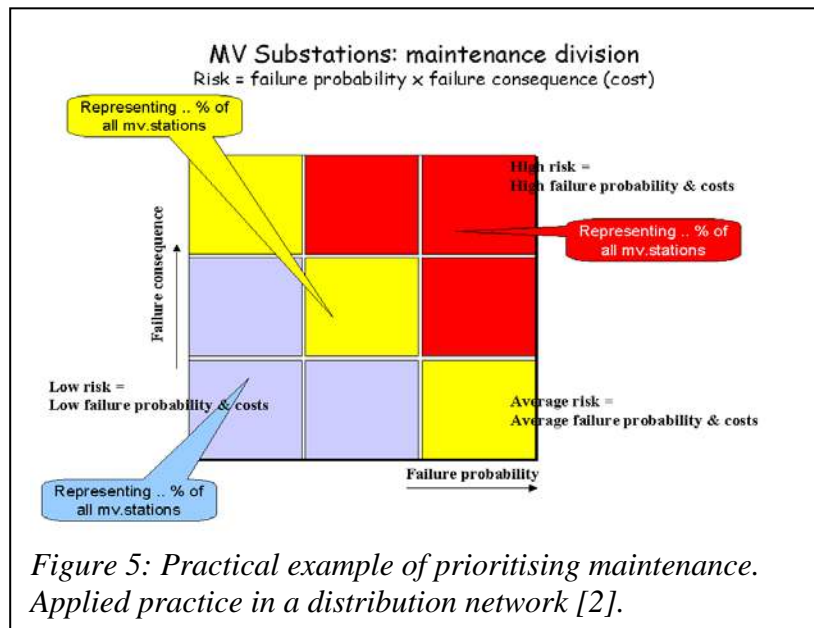 MV Substations: maintenance division
Risk = failure probability x failure consequence (cost)
Representing .. % of
all mv.stations
High risk =
High failure probability & costs
Representing .. % of
all mv.stations
Failure consequence
Low risk =
Low failure probability & costs
Average risk =
Average failure probability & costs
Representing .. % of
all mv.stations
Failure probability
Figure 5: Practical example of prioritising maintenance.
Applied practice in a distribution network [2].